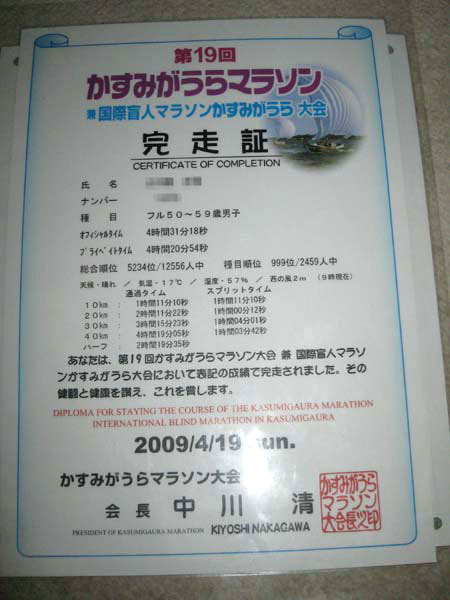 第19回
かすみがうらマラソン
兼 国際盲人マラソンかすみがうら 大会
完走証
CERTIFICATE OF COMPLETION
氏 名
ナンバー
種 目 フル50〜59歳男子
オフィシャルタイム 4時間31分18秒
プライベイトタイム 4時間20分54秒
総合順位 5234位/12556人中 種目順位 999位/2459人中
天候・晴れ / 気温・17℃ / 湿度・57% / 西の風2m (9時現在)
通過タイム スプリットタイム
10km : 1時間11分10秒 1時間11分10秒
20km : 2時間11分22秒 1時間00分12秒
30km : 3時間15分23秒 1時間04分01秒
40km : 4時間19分05秒 1時間03分42秒
ハーフ : 2時間19分35秒
あなたは、第19回かすみがうらマラソン大会 兼 国際盲人マラソ
ンかすみがうら大会において表記の成績で完走されました。その
健闘と健康を讃え、これを賞します。
DIPLOMA FOR STAYING THE COURSE OF THE KASUMIGAURA MARATHON
INTERNATIONAL BLIND MARATHON IN KASUMIGAURA
2009/4/19 sun.
かすみがうらマラソン大会
会長 中川 清
PRESIDENT OF KASUMIGAURA MARATHON KIYOSHI NAKAGAWA
かすみがうら
マラソン
大会長之印